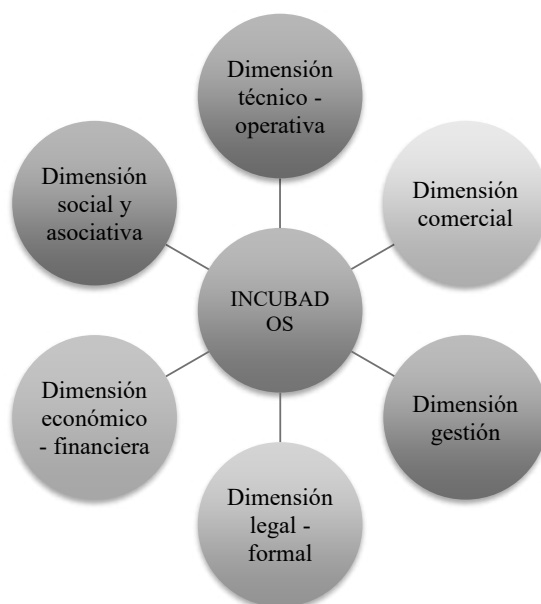 Dimensión
técnico -
operativa
Dimensión
comercial
Dimensión
gestión
Dimensión
legal -
formal
Dimensión
económico
- financiera
Dimensión
social y
asociativa
INCUBAD
OS